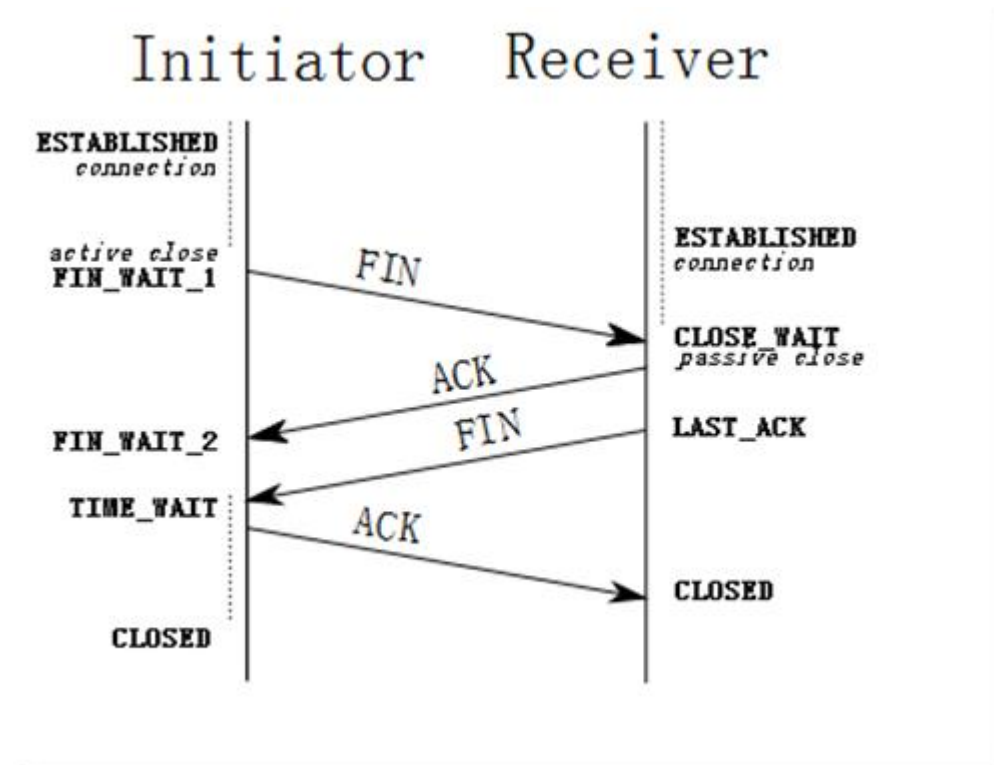 Initiator Receiver
ESTABLISHED
connection
active close
FIN_WAIT_1
FIN
ESTABLISHED
connection
CLOSE_WAIT
passive close
ACK
FIN_WAIT_2
FIN
LAST_ACK
TIME_WAIT
ACK
CLOSED
CLOSED